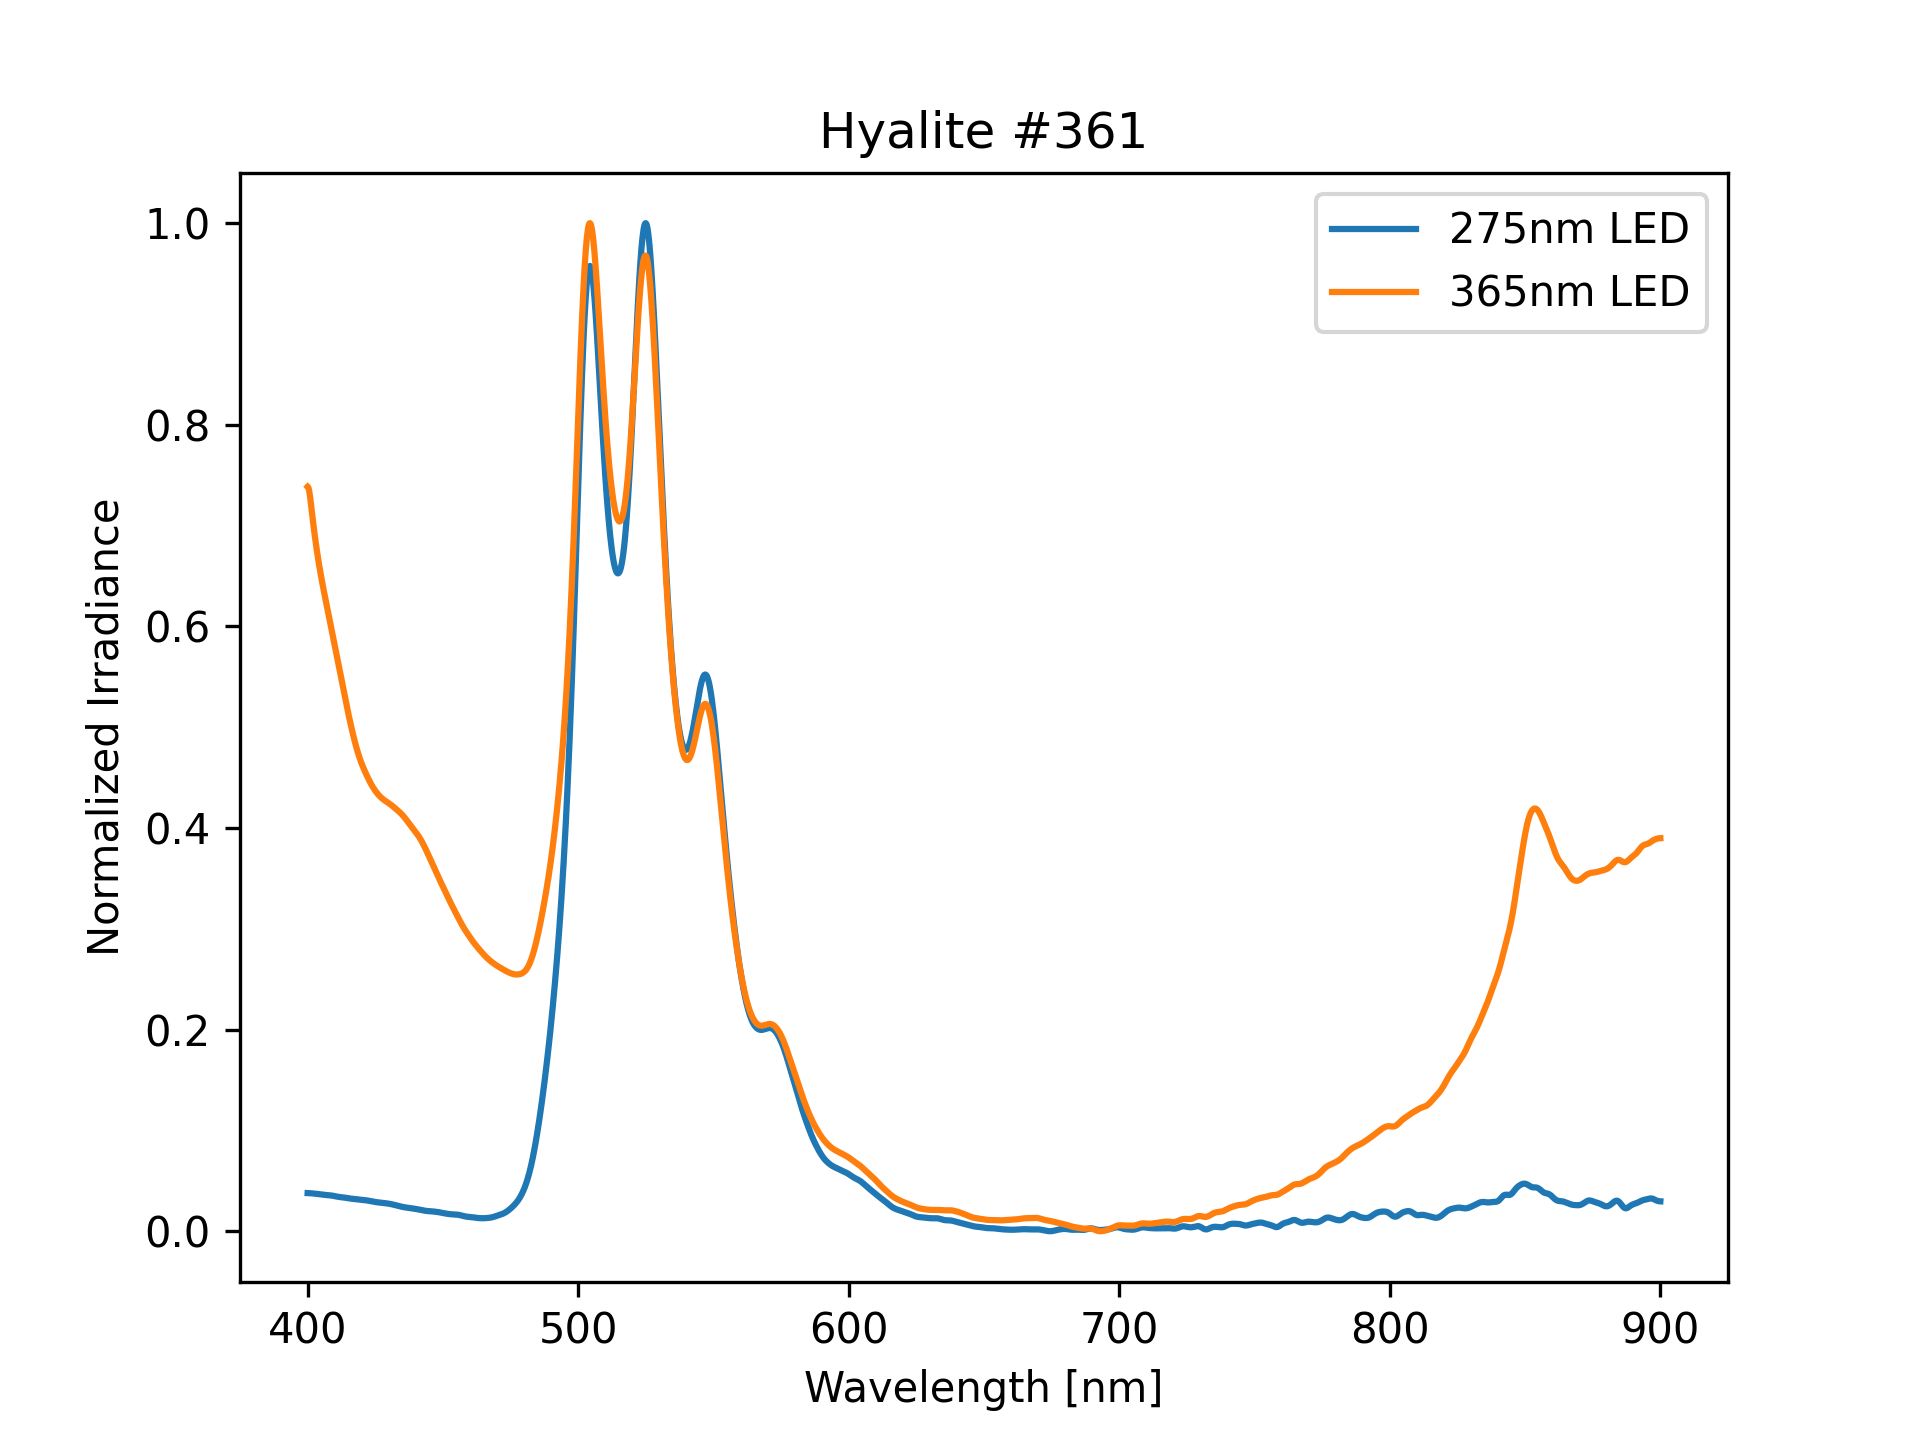 Hyalite #361
275nm LED
365nm LED
1.0
0.8
0.6
0.4
0.2
0.0
Normalized Irradiance
400 500 600 700 800 900
Wavelength [nm]